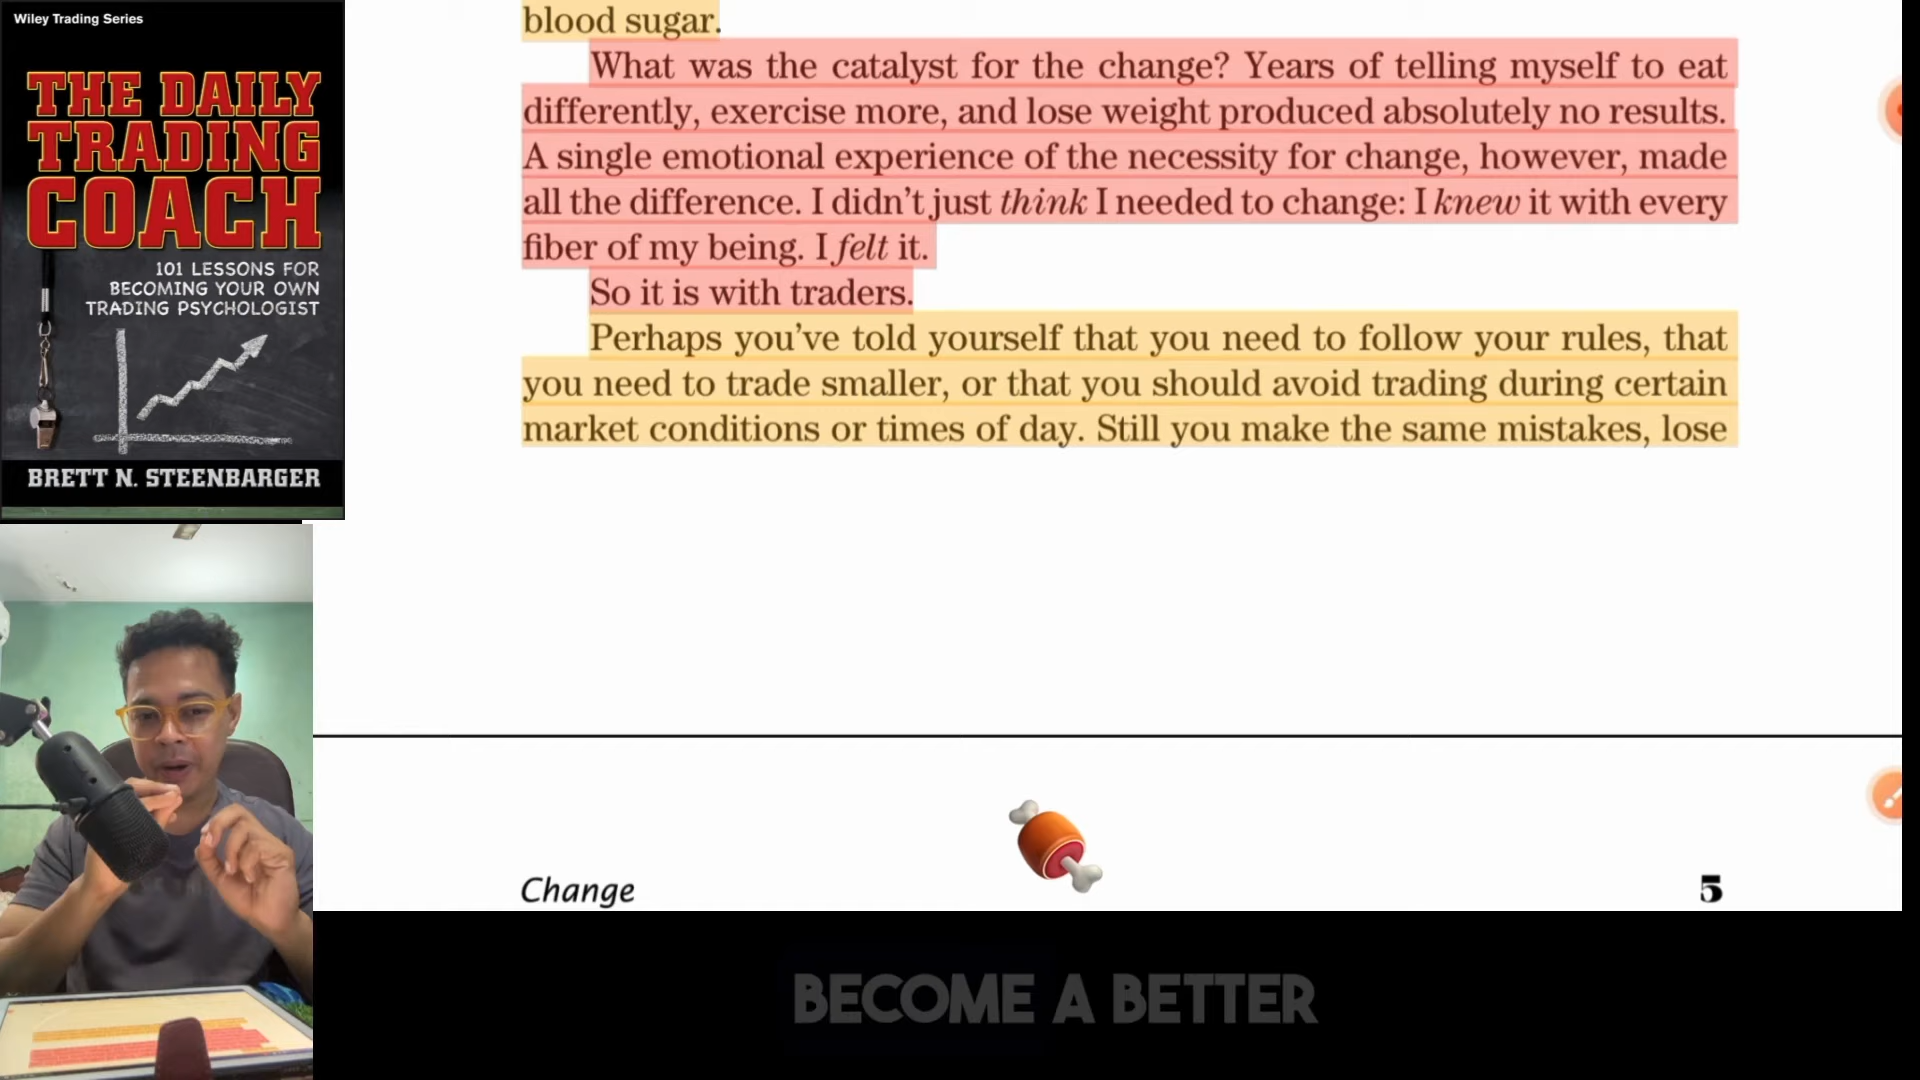 Wiley Trading Series
THE DAILY
TRADING
COACH
101 LESSONS FOR
BECOMING YOUR OWN
TRADING PSYCHOLOGIST
BRETT N. STEENBARGER
blood sugar.
What was the catalyst for the change? Years of telling myself to eat
differently, exercise more, and lose weight produced absolutely no results.
A single emotional experience of the necessity for change, however, made
all the difference. I didn’t just think I needed to change: I knew it with every
fiber of my being. I felt it.
So it is with traders.
Perhaps you’ve told yourself that you need to follow your rules, that
you need to trade smaller, or that you should avoid trading during certain
market conditions or times of day. Still you make the same mistakes, lose
Change
5
BECOME A BETTER